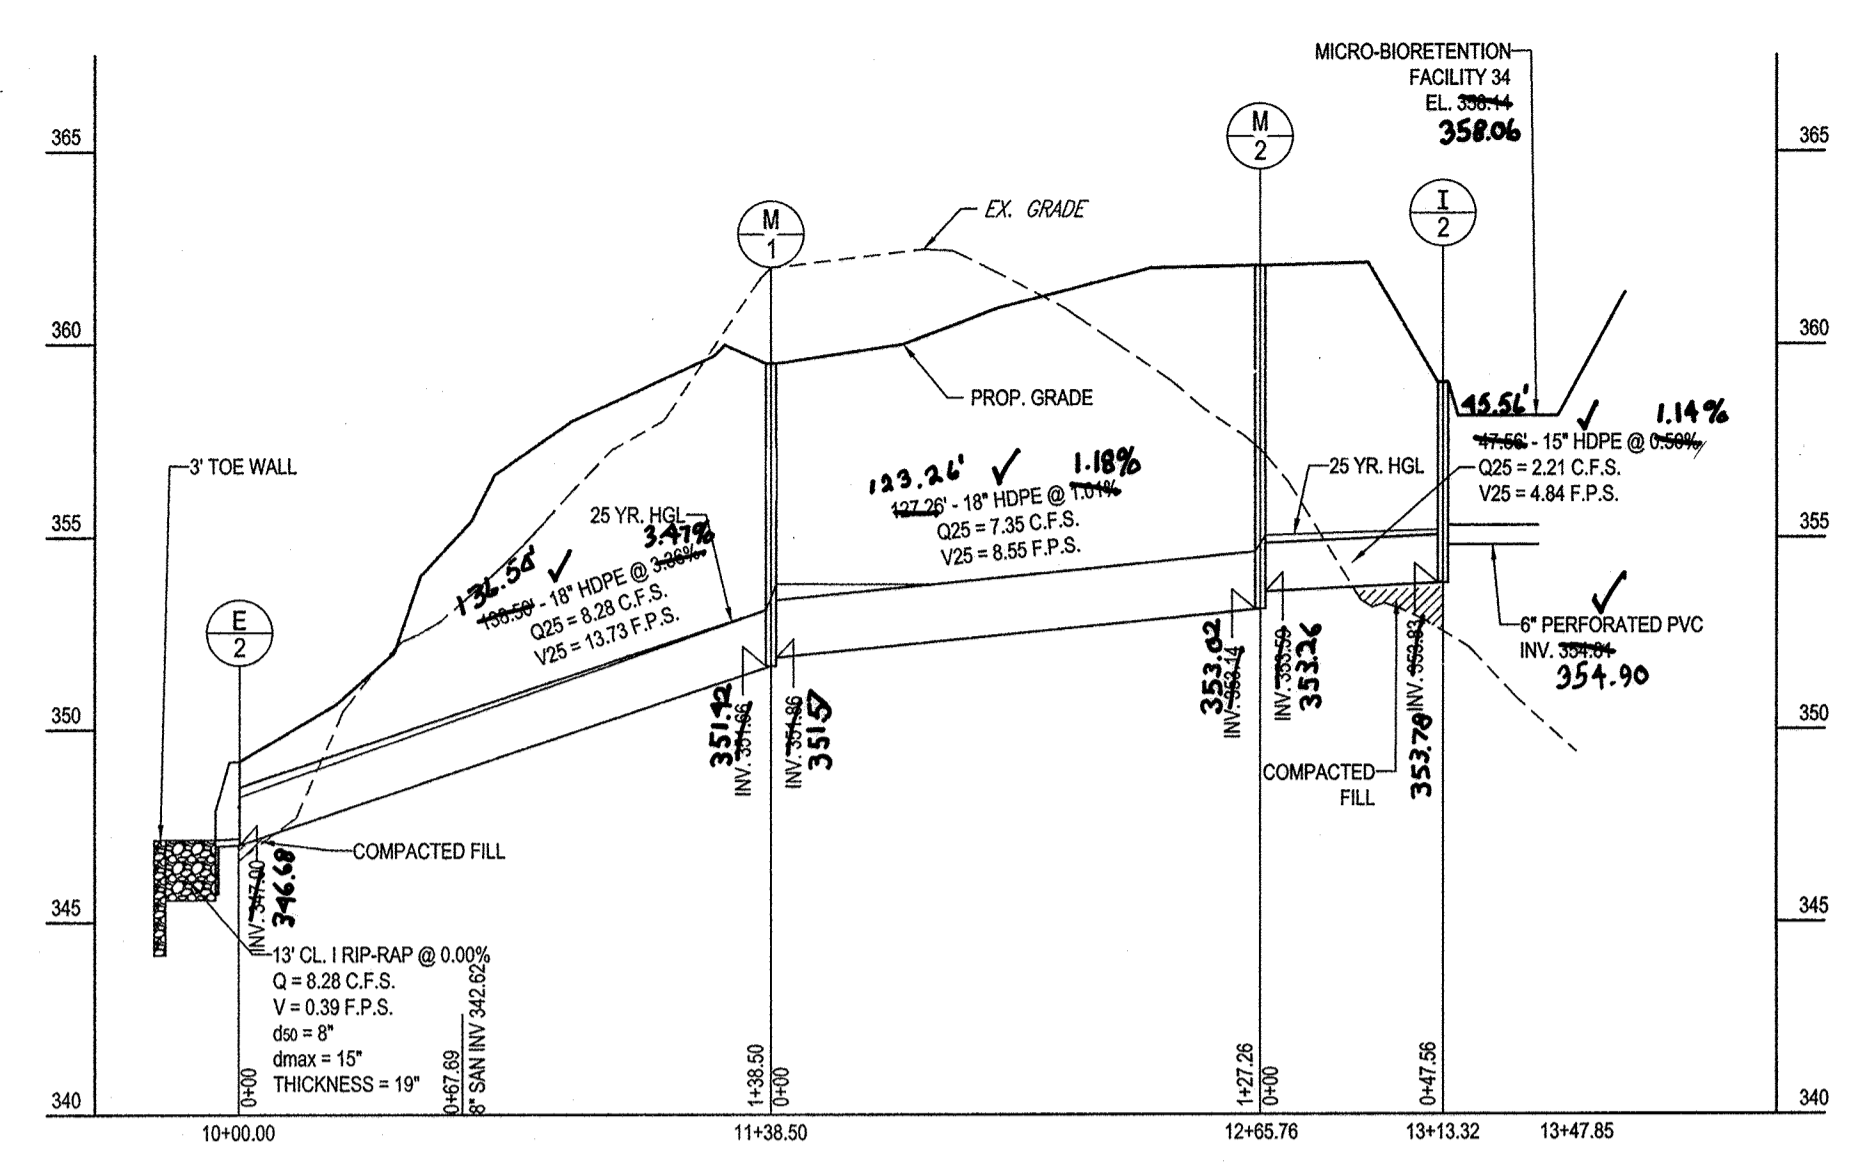 MICRO-BIORETENTION
FACILITY 34
EL. 358.14
358.06
365
365
M
2
M
1
I
2
EX. GRADE
360
360
PROP. GRADE
45.56'
1.14%
47.56' - 15" HDPE @ 0.50%
Q25 = 2.21 C.F.S.
V25 = 4.84 F.P.S.
3' TOE WALL
123.26'
1.18%
127.26' - 18" HDPE @ 1.01%
Q25 = 7.35 C.F.S.
V25 = 8.55 F.P.S.
25 YR. HGL
25 YR. HGL
355
355
3.47%
136.50'
138.50' - 18" HDPE @ 3.36%
Q25 = 8.28 C.F.S.
V25 = 13.73 F.P.S.
E
2
6" PERFORATED PVC
INV. 354.81
354.90
350
350
351.42
INV. 351.66
INV. 351.86
351.57
353.02
INV. 353.14
INV. 353.59
353.26
353.78
INV. 353.83
COMPACTED
FILL
COMPACTED FILL
INV. 347.00
346.68
345
345
13' CL. I RIP-RAP @ 0.00%
Q = 8.28 C.F.S.
V = 0.39 F.P.S.
d50 = 8"
dmax = 15"
THICKNESS = 19"
0+00
0+67.69
8" SAN INV 342.62
1+38.50
0+00
1+27.26
0+00
0+47.56
340
340
10+00.00
11+38.50
12+65.76
13+13.32
13+47.85